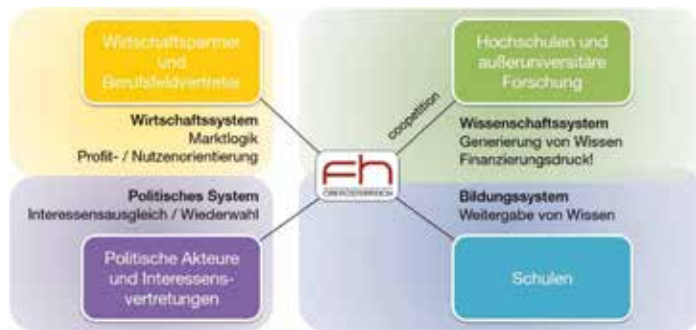 Wirtschaftspartner
und
Berufsfeldvertreter
Wirtschaftssystem
Marktlogik
Profit- / Nutzenorientierung
Hochschulen und
außeruniversitäre
Forschung
coopetition
Wissenschaftssystem
Generierung von Wissen
Finanzierungsdruck!
fh
OBERÖSTERREICH
Politisches System
Interessensausgleich / Wiederwahl
Politische Akteure
und Interessens-
vertretungen
Bildungssystem
Weitergabe von Wissen
Schulen